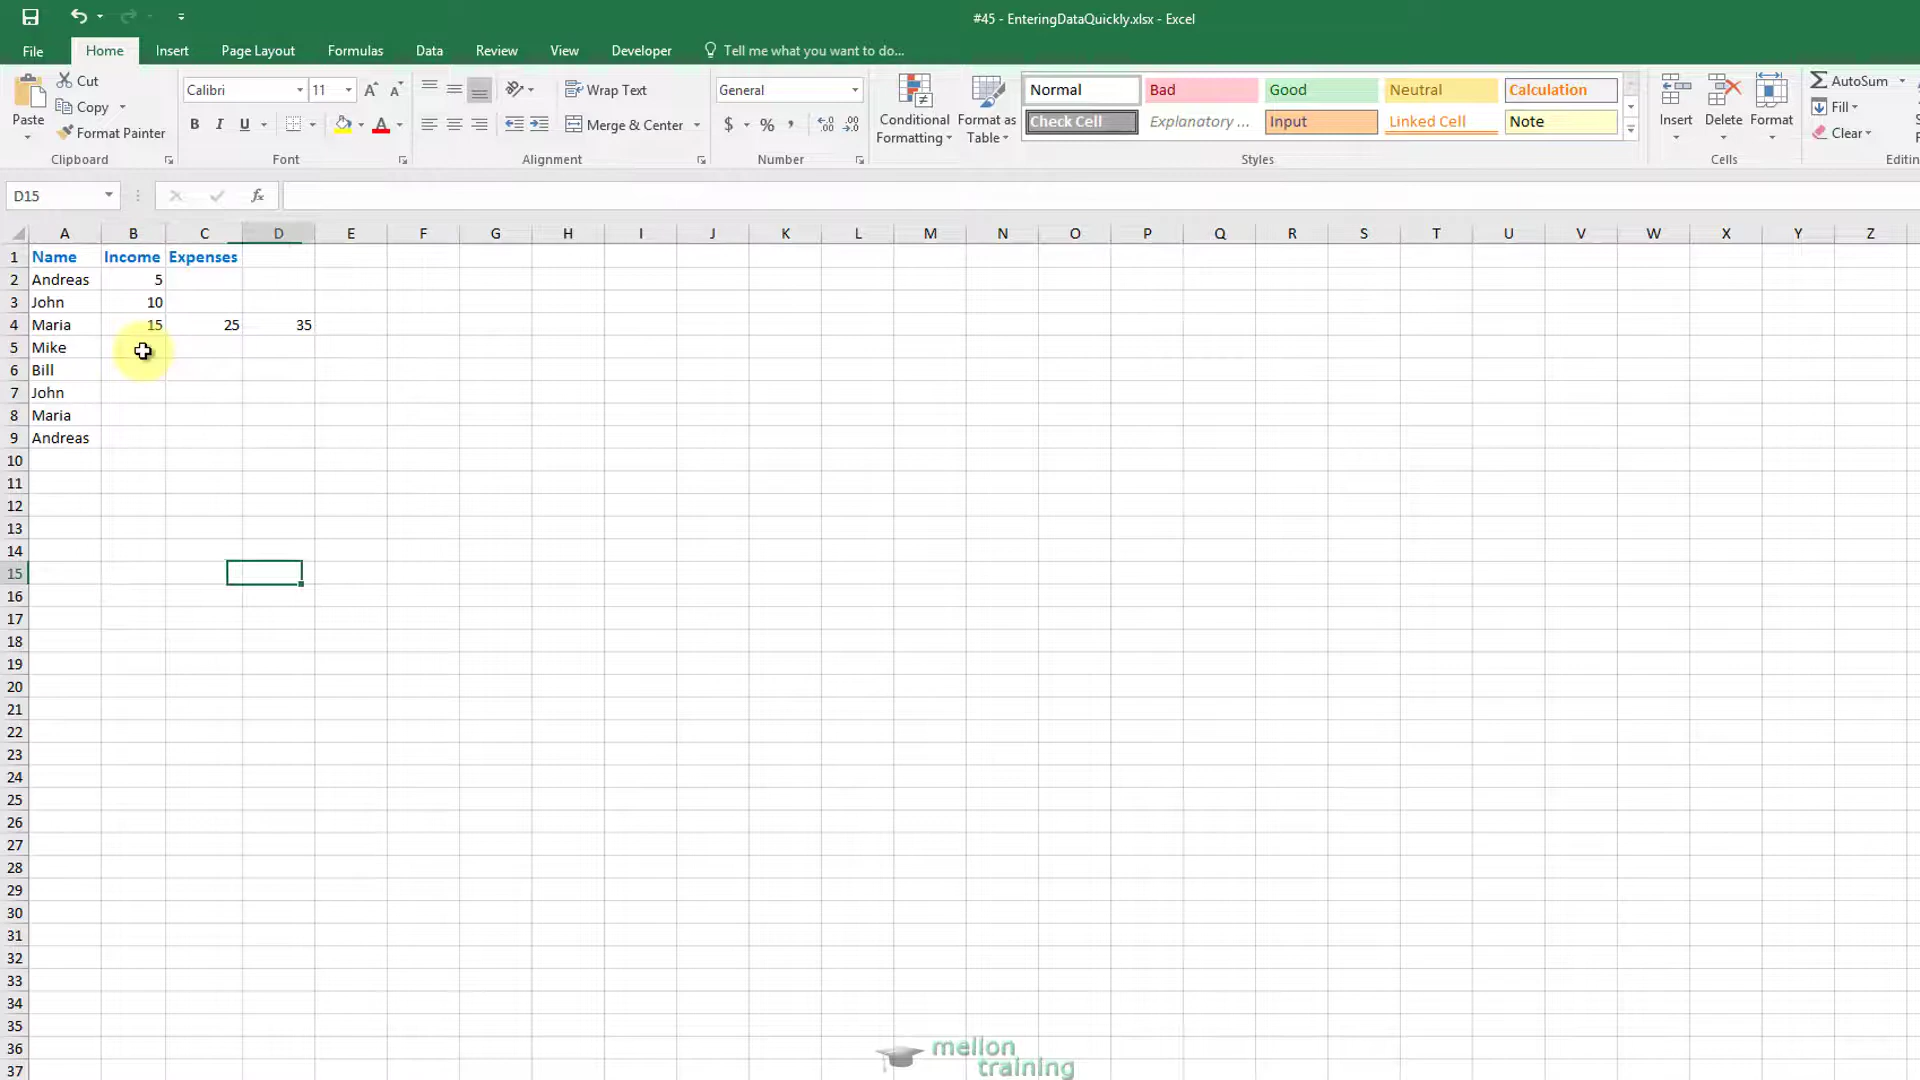 #45 - EnteringDataQuickly.xlsx - Excel
File Home Insert Page Layout Formulas Data Review View Developer Tell me what you want to do...
Paste
Cut
Copy
Format Painter
Clipboard
Calibri 11 A A
B I U A
Font
Wrap Text
Merge & Center
Alignment
General
$ % ,
Number
Conditional Formatting
Format as Table
Normal Bad Good Neutral Calculation
Check Cell Explanatory ... Input Linked Cell Note
Styles
Insert Delete Format
Cells
AutoSum
Fill
Clear
Editin
D15 fx
A B C D E F G H I J K L M N O P Q R S T U V W X Y Z
1 Name Income Expenses
2 Andreas 5
3 John 10
4 Maria 15 25 35
5 Mike
6 Bill
7 John
8 Maria
9 Andreas
10
11
12
13
14
15
16
17
18
19
20
21
22
23
24
25
26
27
28
29
30
31
32
33
34
35
36
37
mellon
training